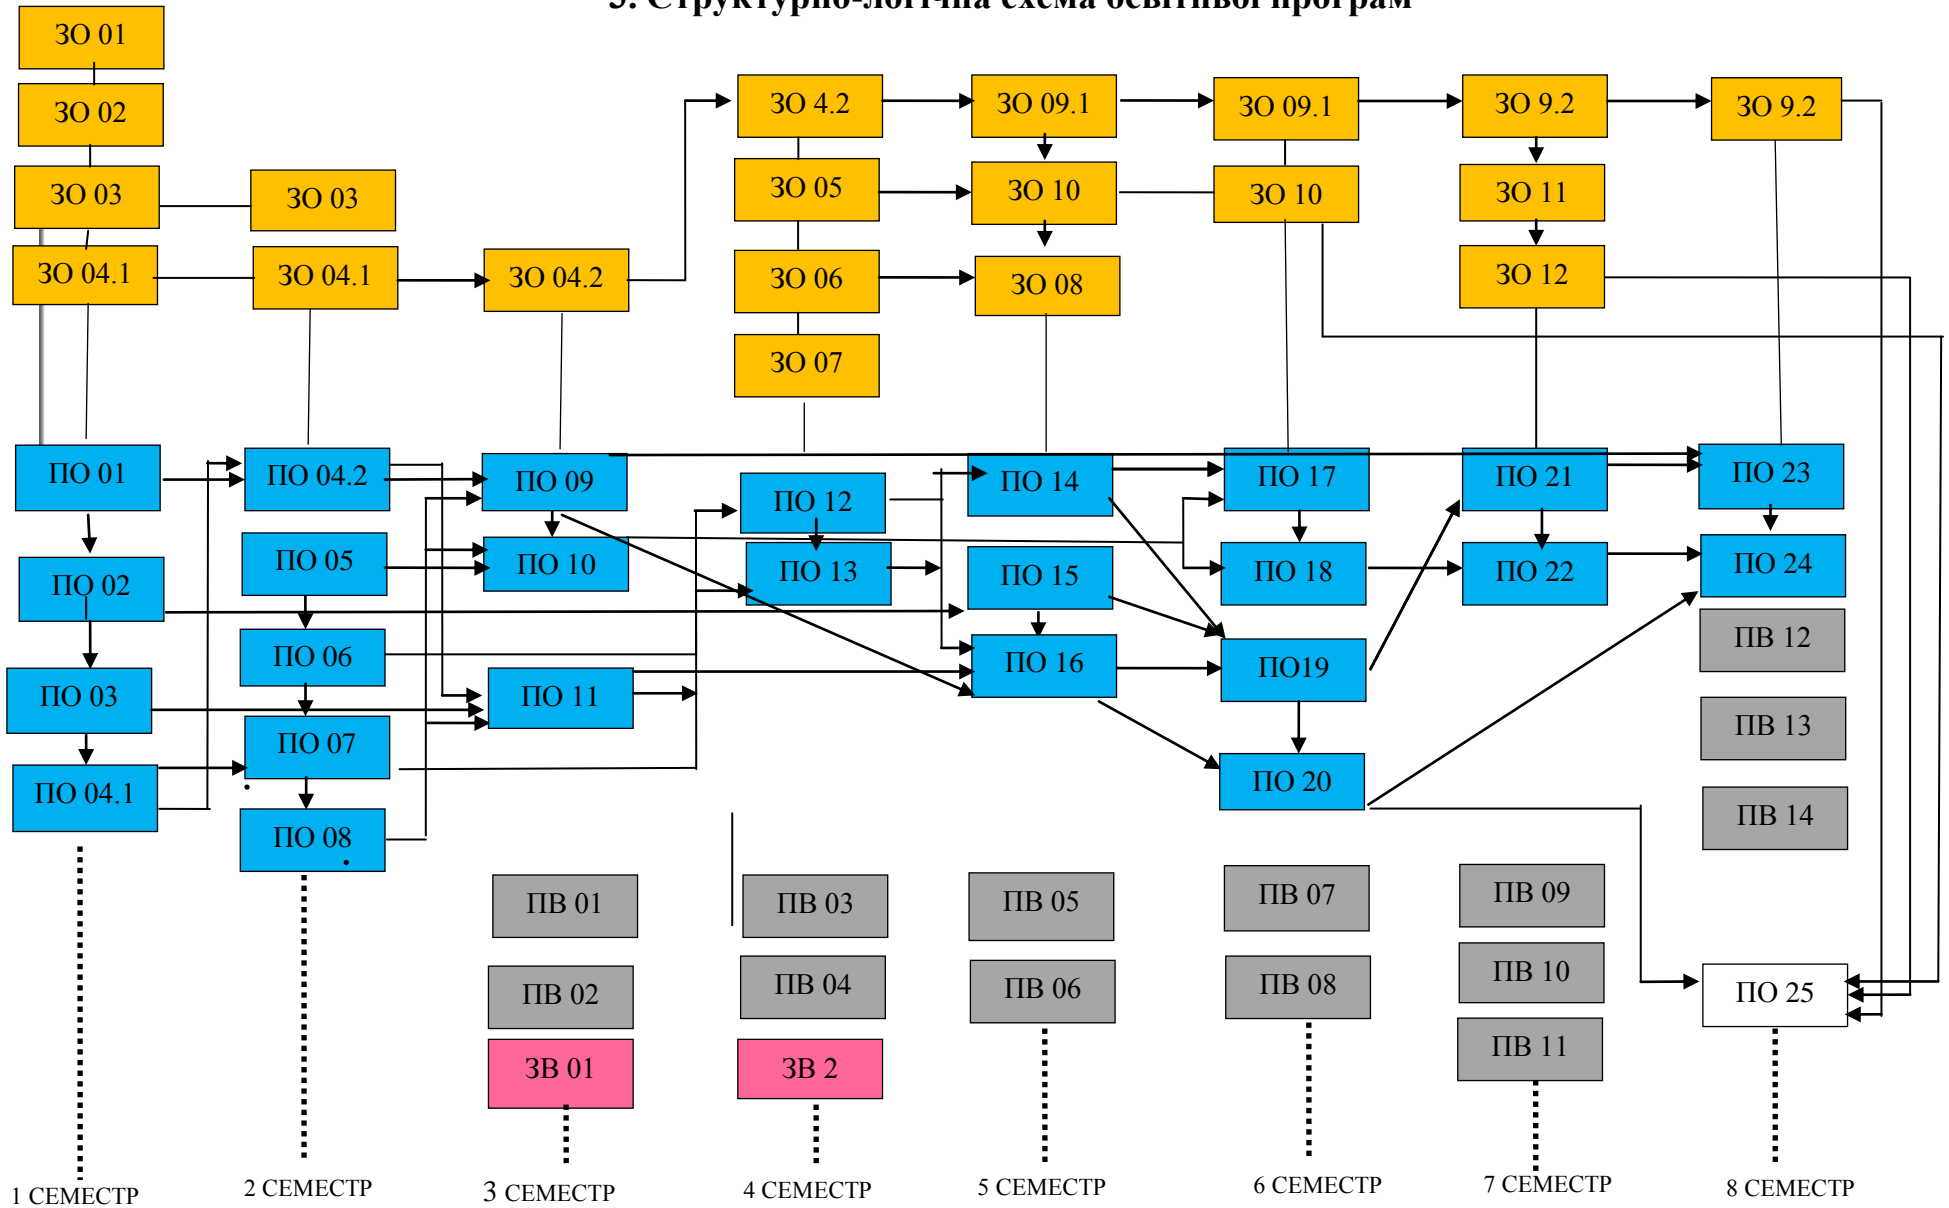 3. Структурно-логічна схема освітньої програм
ЗО 01
ЗО 02
ЗО 03
ЗО 04.1
ПО 01
ПО 02
ПО 03
ПО 04.1
1 СЕМЕСТР
ЗО 03
ЗО 04.1
ПО 04.2
ПО 05
ПО 06
ПО 07
ПО 08
2 СЕМЕСТР
ЗО 04.2
ПО 09
ПО 10
ПО 11
ПВ 01
ПВ 02
ЗВ 01
3 СЕМЕСТР
ЗО 4.2
ЗО 05
ЗО 06
ЗО 07
ПО 12
ПО 13
ПВ 03
ПВ 04
ЗВ 2
4 СЕМЕСТР
ЗО 09.1
ЗО 10
ЗО 08
ПО 14
ПО 15
ПО 16
ПВ 05
ПВ 06
5 СЕМЕСТР
ЗО 09.1
ЗО 10
ПО 17
ПО 18
ПО19
ПО 20
ПВ 07
ПВ 08
6 СЕМЕСТР
ЗО 9.2
ЗО 11
ЗО 12
ПО 21
ПО 22
ПВ 09
ПВ 10
ПВ 11
7 СЕМЕСТР
ЗО 9.2
ПО 23
ПО 24
ПВ 12
ПВ 13
ПВ 14
ПО 25
8 СЕМЕСТР